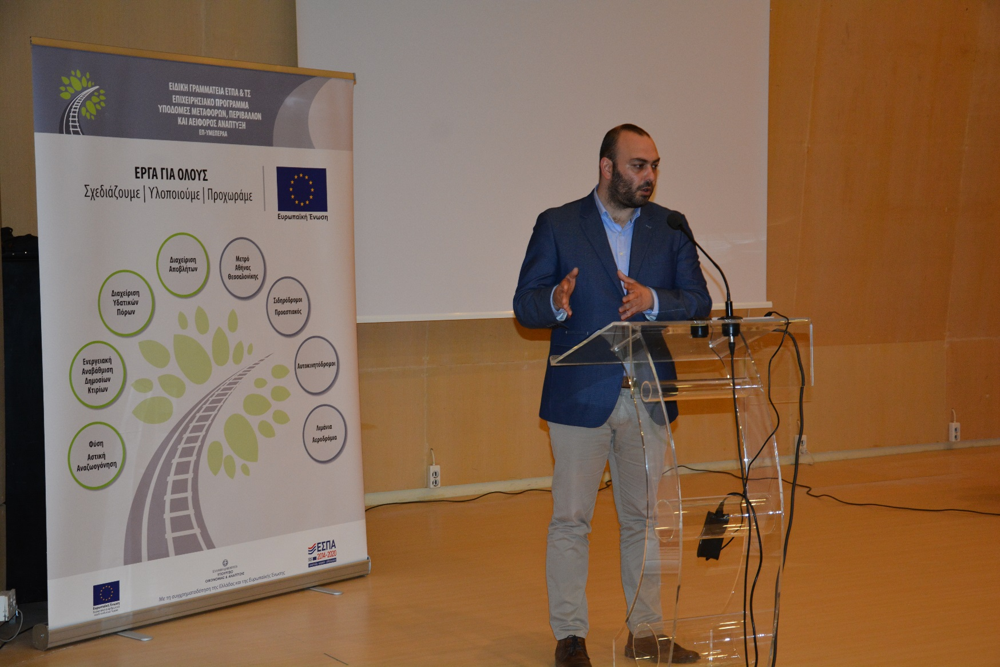 ΕΙΔΙΚΗ ΓΡΑΜΜΑΤΕΙΑ ΕΤΠΑ & ΤΣ
ΕΠΙΧΕΙΡΗΣΙΑΚΟ ΠΡΟΓΡΑΜΜΑ
ΥΠΟΔΟΜΕΣ ΜΕΤΑΦΟΡΩΝ, ΠΕΡΙΒΑΛΛΟΝ
ΚΑΙ ΑΕΙΦΟΡΟΣ ΑΝΑΠΤΥΞΗ
ΕΠ-ΥΜΕΠΕΡΑΑ
ΕΡΓΑ ΓΙΑ ΟΛΟΥΣ
Σχεδιάζουμε | Υλοποιούμε | Προχωράμε
Ευρωπαϊκή Ένωση
Διαχείριση
Αποβλήτων
Μετρό
Αθήνας
Θεσσαλονίκης
Διαχείριση
Υδατικών
Πόρων
Σιδηρόδρομοι
Προαστιακός
Ενεργειακή
Αναβάθμιση
Δημοσίων
Κτιρίων
Αυτοκινητόδρομοι
Φύση
Αστική
Αναζωογόνηση
Λιμάνια
Αεροδρόμια
ΕΣΠΑ
2014-2020
ΕΛΛΗΝΙΚΗ ΔΗΜΟΚΡΑΤΙΑ
ΥΠΟΥΡΓΕΙΟ
ΟΙΚΟΝΟΜΙΑΣ & ΑΝΑΠΤΥΞΗΣ
Ευρωπαϊκή Ένωση
Με τη συγχρηματοδότηση της Ελλάδας και της Ευρωπαϊκής Ένωσης